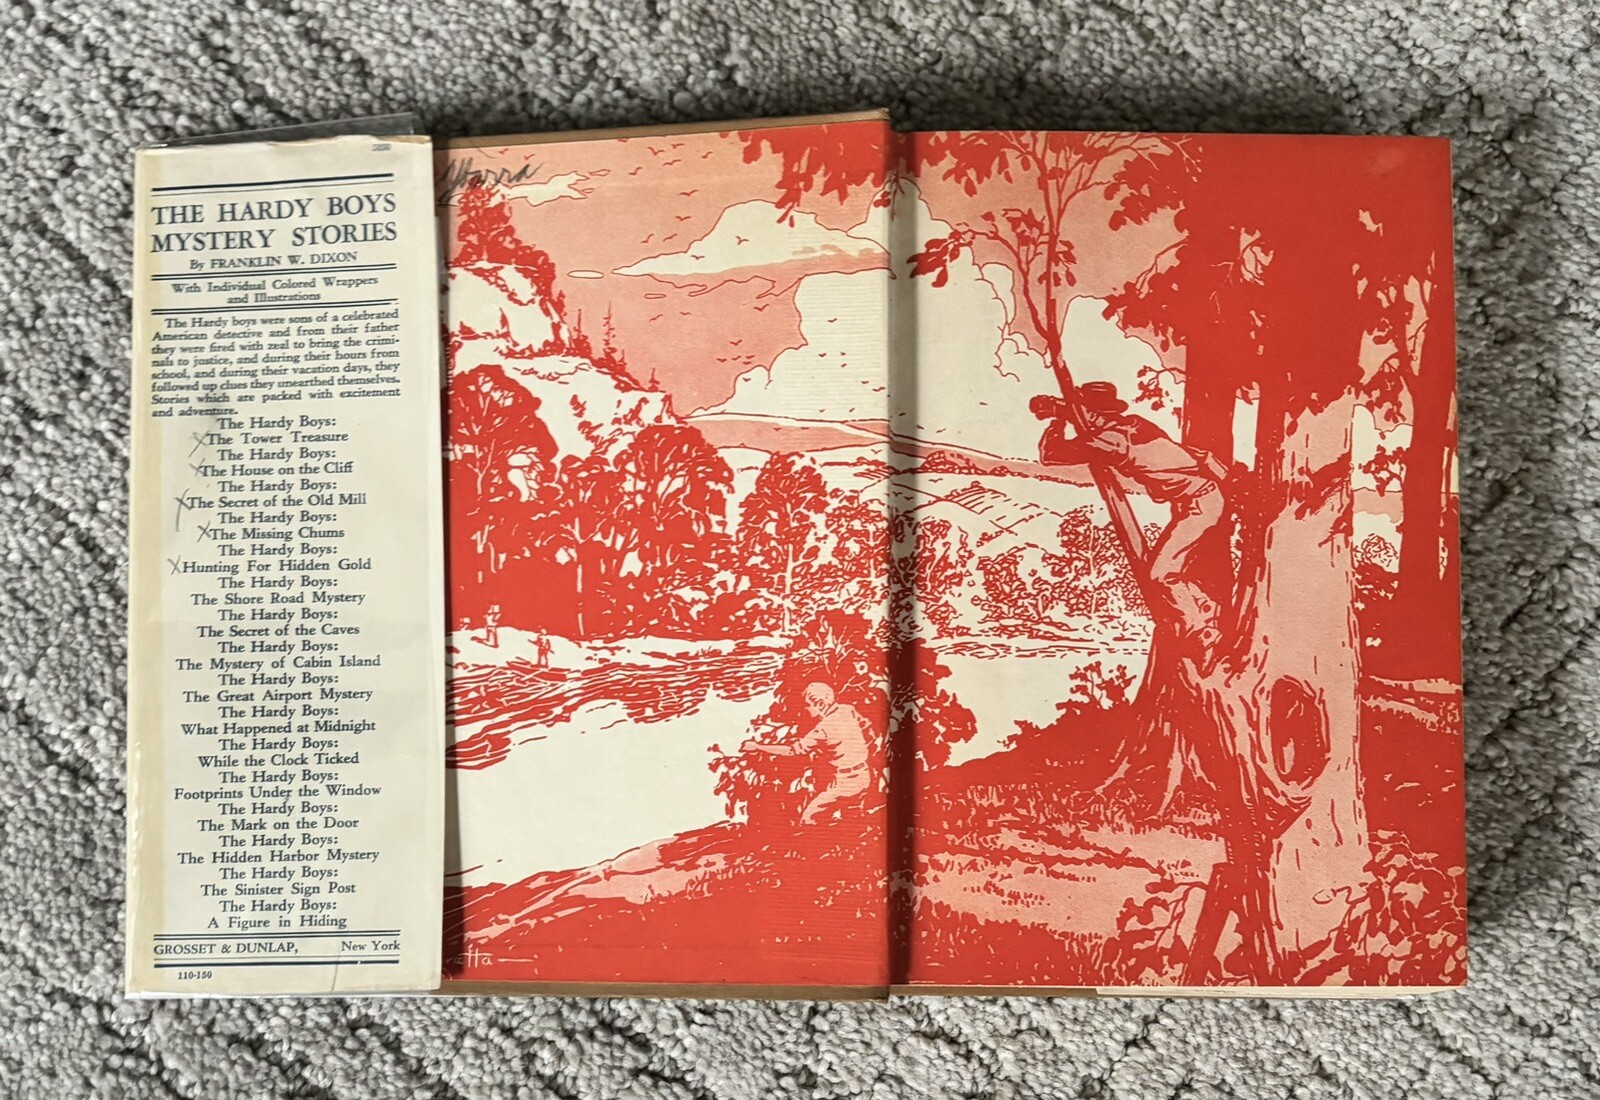 THE HARDY BOYS
MYSTERY STORIES
By FRANKLIN W. DIXON
With Individual Colored Wrappers
and Illustrations
The Hardy boys were sons of a celebrated
American detective and from their father
they were fired with zeal to bring the crimi-
nals to justice, and during their hours from
school, and during their vacation days, they
followed up clues they unearthed themselves.
Stories which are packed with excitement
and adventure.
The Hardy Boys:
The Tower Treasure
The Hardy Boys:
The House on the Cliff
The Hardy Boys:
The Secret of the Old Mill
The Hardy Boys:
The Missing Chums
The Hardy Boys:
Hunting For Hidden Gold
The Hardy Boys:
The Shore Road Mystery
The Hardy Boys:
The Secret of the Caves
The Hardy Boys:
The Mystery of Cabin Island
The Hardy Boys:
The Great Airport Mystery
The Hardy Boys:
What Happened at Midnight
The Hardy Boys:
While the Clock Ticked
The Hardy Boys:
Footprints Under the Window
The Hardy Boys:
The Mark on the Door
The Hardy Boys:
The Hidden Harbor Mystery
The Hardy Boys:
The Sinister Sign Post
The Hardy Boys:
A Figure in Hiding
GROSSET & DUNLAP, New York
110-150